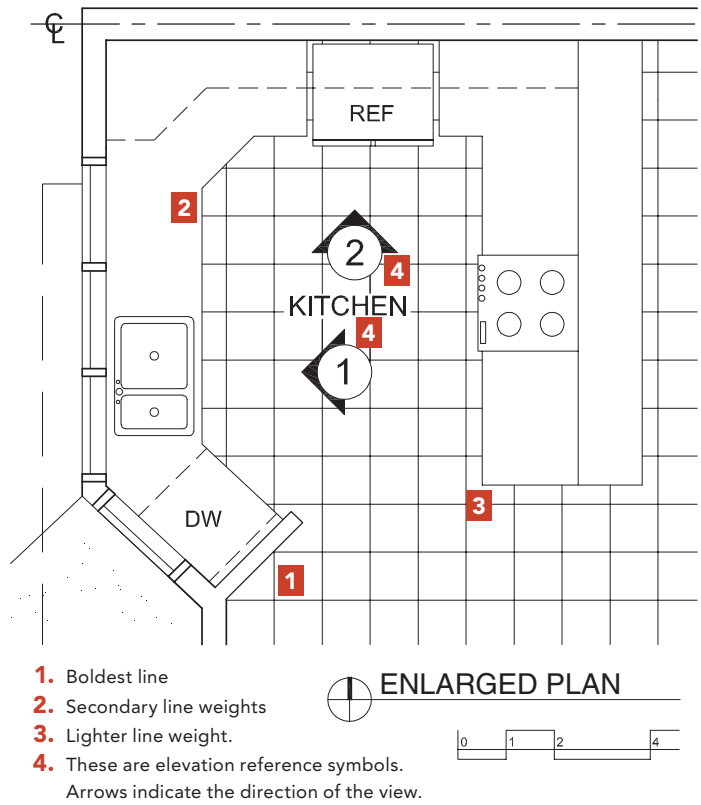 CL
REF
2
2
4
KITCHEN
4
1
3
DW
1
1. Boldest line
2. Secondary line weights
3. Lighter line weight.
4. These are elevation reference symbols.
Arrows indicate the direction of the view.
ENLARGED PLAN
0 1 2 4